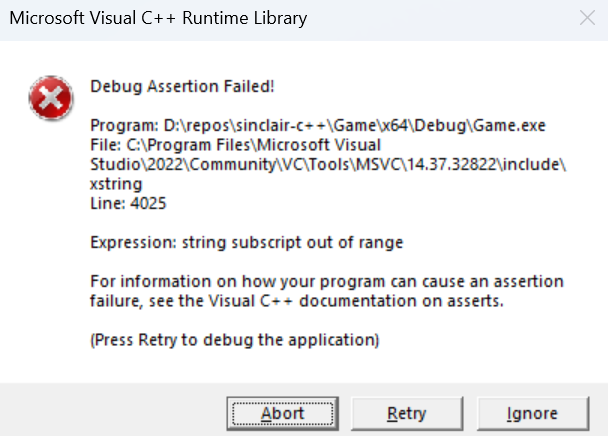 Microsoft Visual C++ Runtime Library
Debug Assertion Failed!
Program: D:\repos\sinclair-c++\Game\x64\Debug\Game.exe
File: C:\Program Files\Microsoft Visual
Studio\2022\Community\VC\Tools\MSVC\14.37.32822\include\
xstring
Line: 4025
Expression: string subscript out of range
For information on how your program can cause an assertion
failure, see the Visual C++ documentation on asserts.
(Press Retry to debug the application)
Abort Retry Ignore